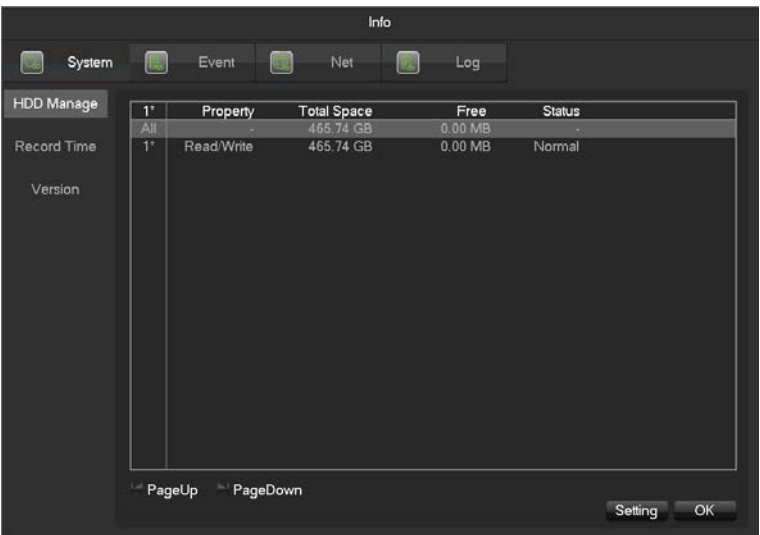 Info
System Event Net Log
HDD Manage
Record Time
Version
1* Property Total Space Free Status
All - 465.74 GB 0.00 MB -
1* Read/Write 465.74 GB 0.00 MB Normal
PageUp PageDown
Setting OK